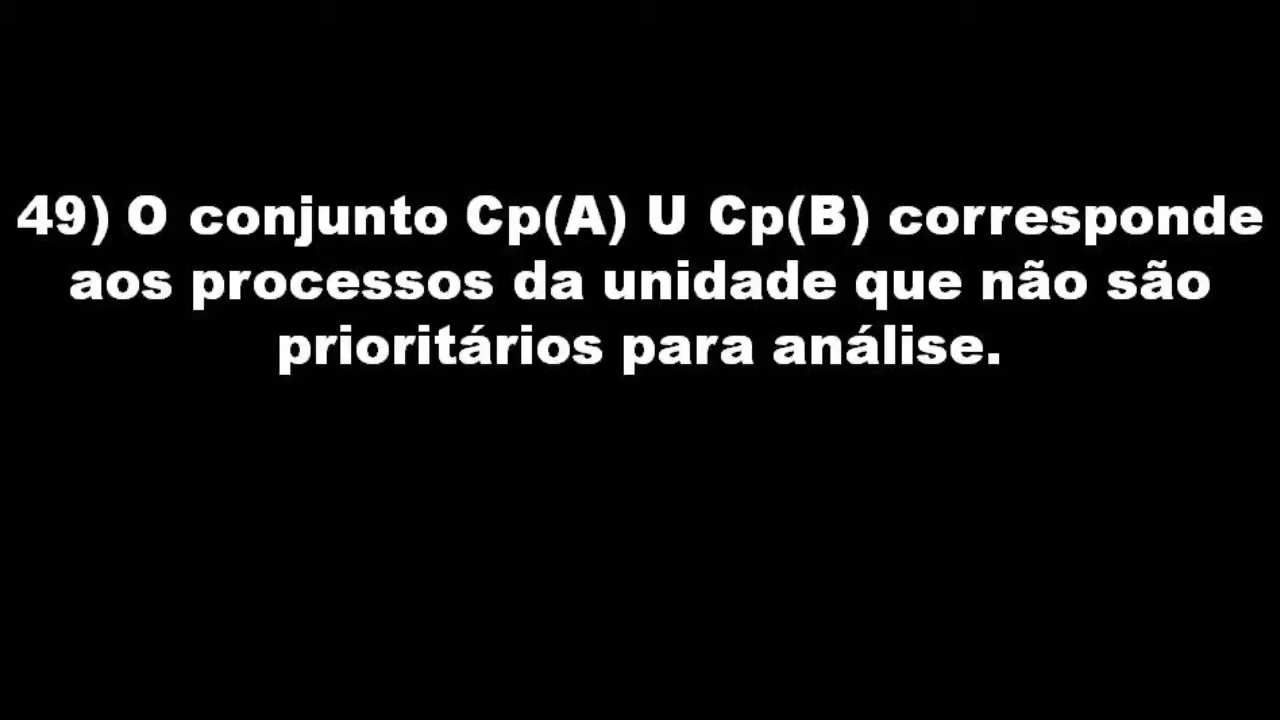 49) O conjunto Cp(A) U Cp(B) corresponde
aos processos da unidade que não são
prioritários para análise.